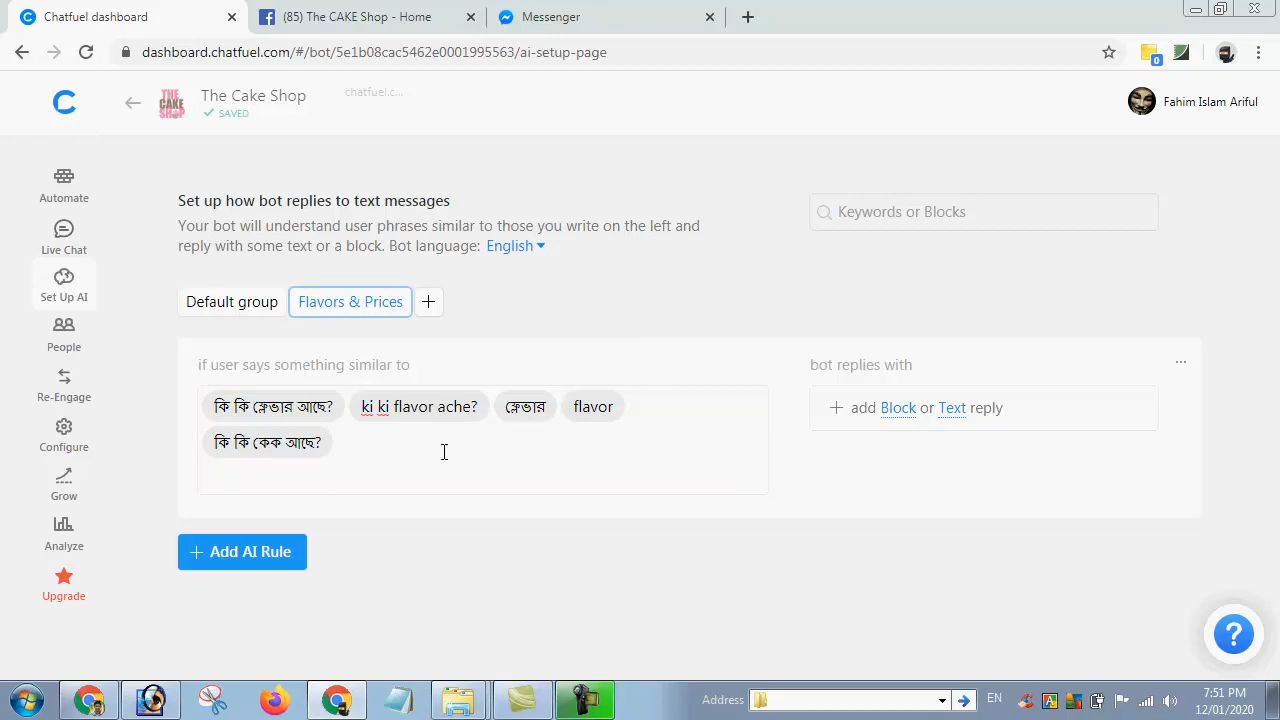 Chatfuel dashboard
(85) The CAKE Shop - Home
Messenger
dashboard.chatfuel.com/#/bot/5e1b08cac5462e0001995563/ai-setup-page
0
THE CAKE SHOP
The Cake Shop
SAVED
chatfuel.c...
Fahim Islam Ariful
Automate
Live Chat
Set Up AI
People
Re-Engage
Configure
Grow
Analyze
Upgrade
Set up how bot replies to text messages
Your bot will understand user phrases similar to those you write on the left and
reply with some text or a block. Bot language: English
Keywords or Blocks
Default group
Flavors & Prices
+
if user says something similar to
bot replies with
...
কি কি ফ্লেভার আছে? ki ki flavor ache? ফ্লেভার flavor
কি কি কেক আছে?
+ add Block or Text reply
+ Add AI Rule
?
Address
EN
7:51 PM
12/01/2020